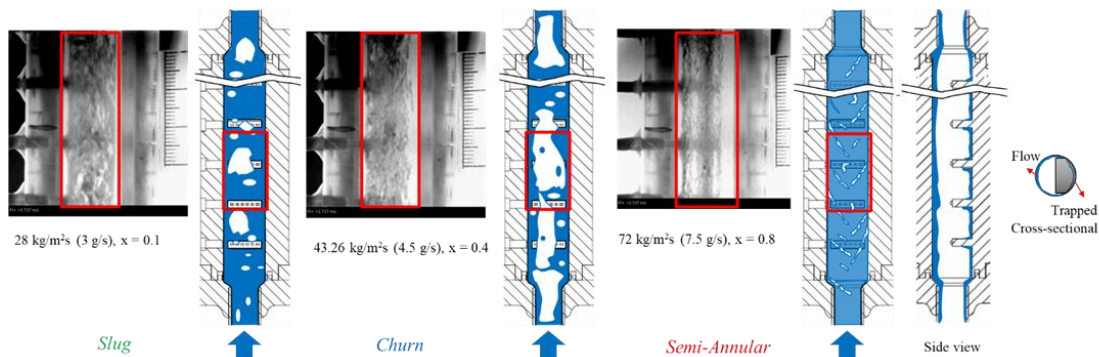 28 kg/m²s (3 g/s), x = 0.1
43.26 kg/m²s (4.5 g/s), x = 0.4
72 kg/m²s (7.5 g/s), x = 0.8
Flow
Trapped
Cross-sectional
Slug
Churn
Semi-Annular
Side view